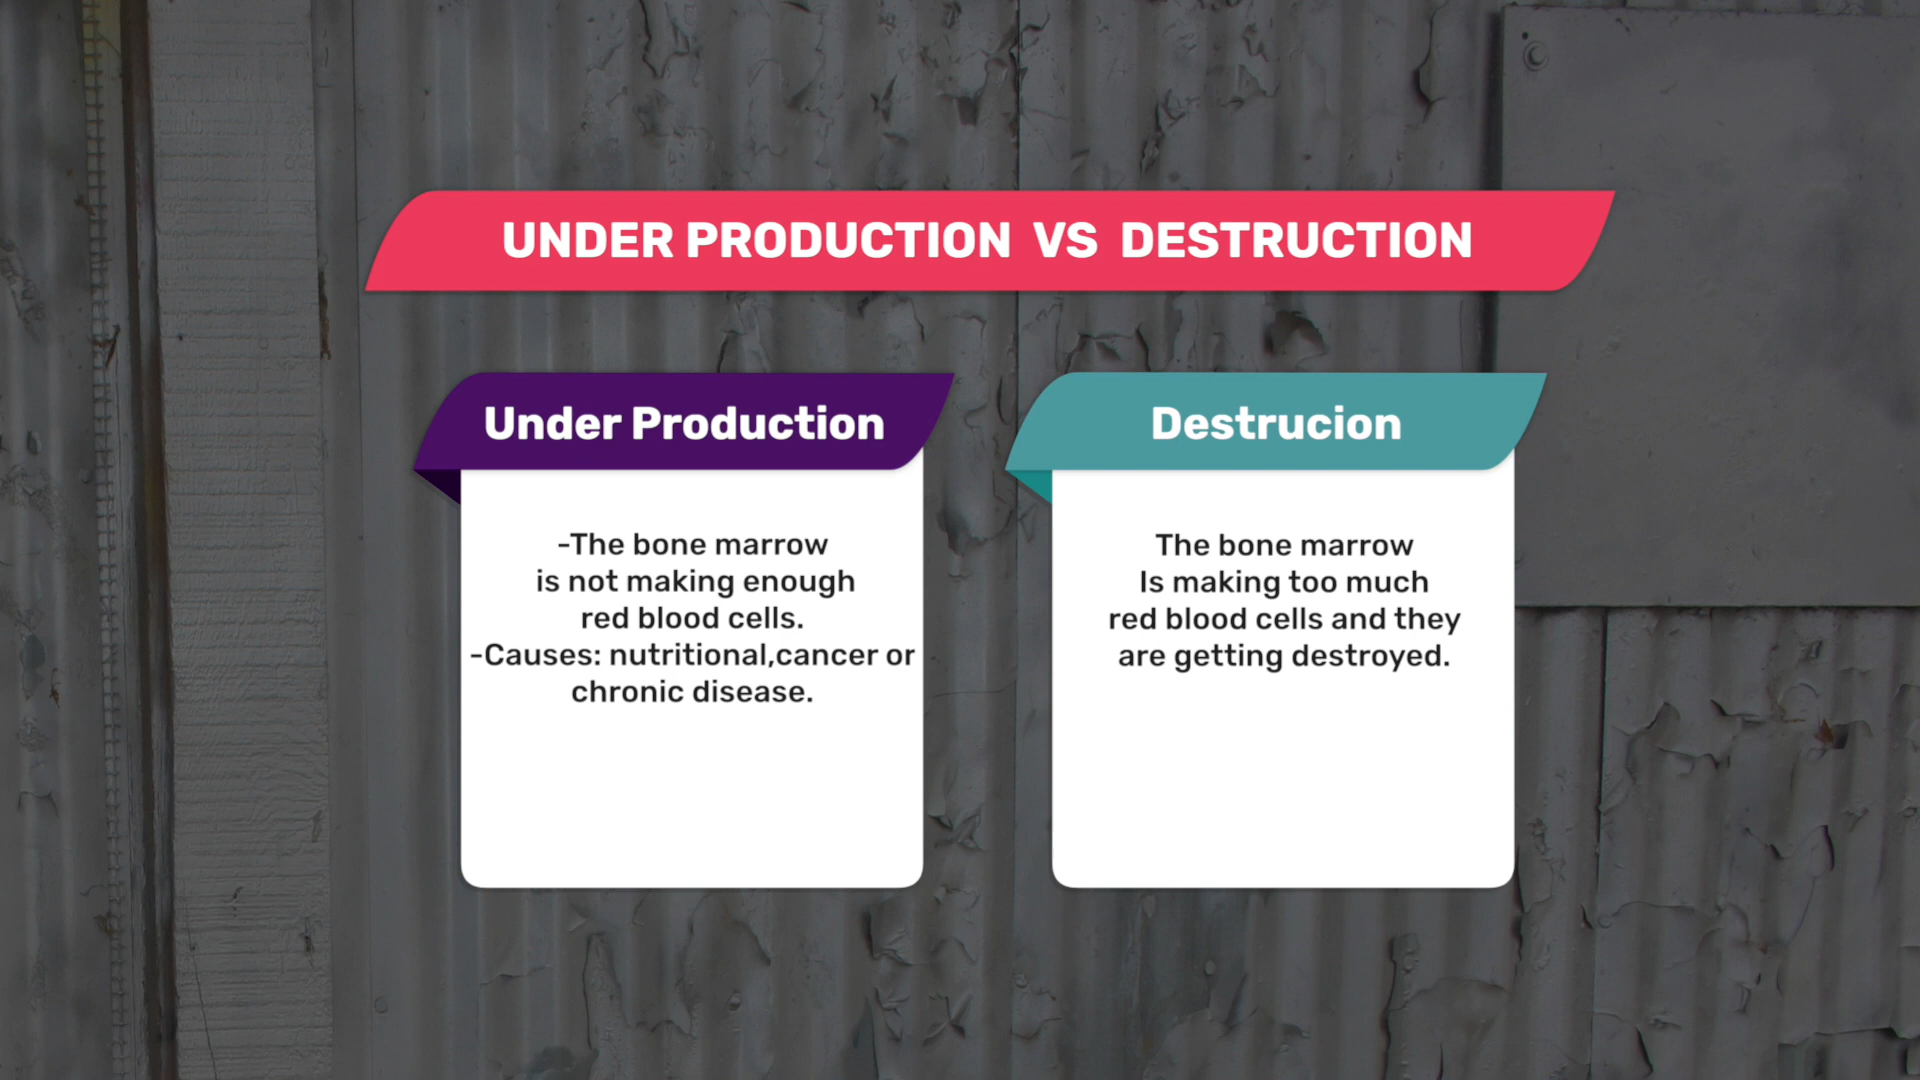 UNDER PRODUCTION VS DESTRUCTION
Under Production
-The bone marrow
is not making enough
red blood cells.
-Causes: nutritional,cancer or
chronic disease.
Destrucion
The bone marrow
Is making too much
red blood cells and they
are getting destroyed.